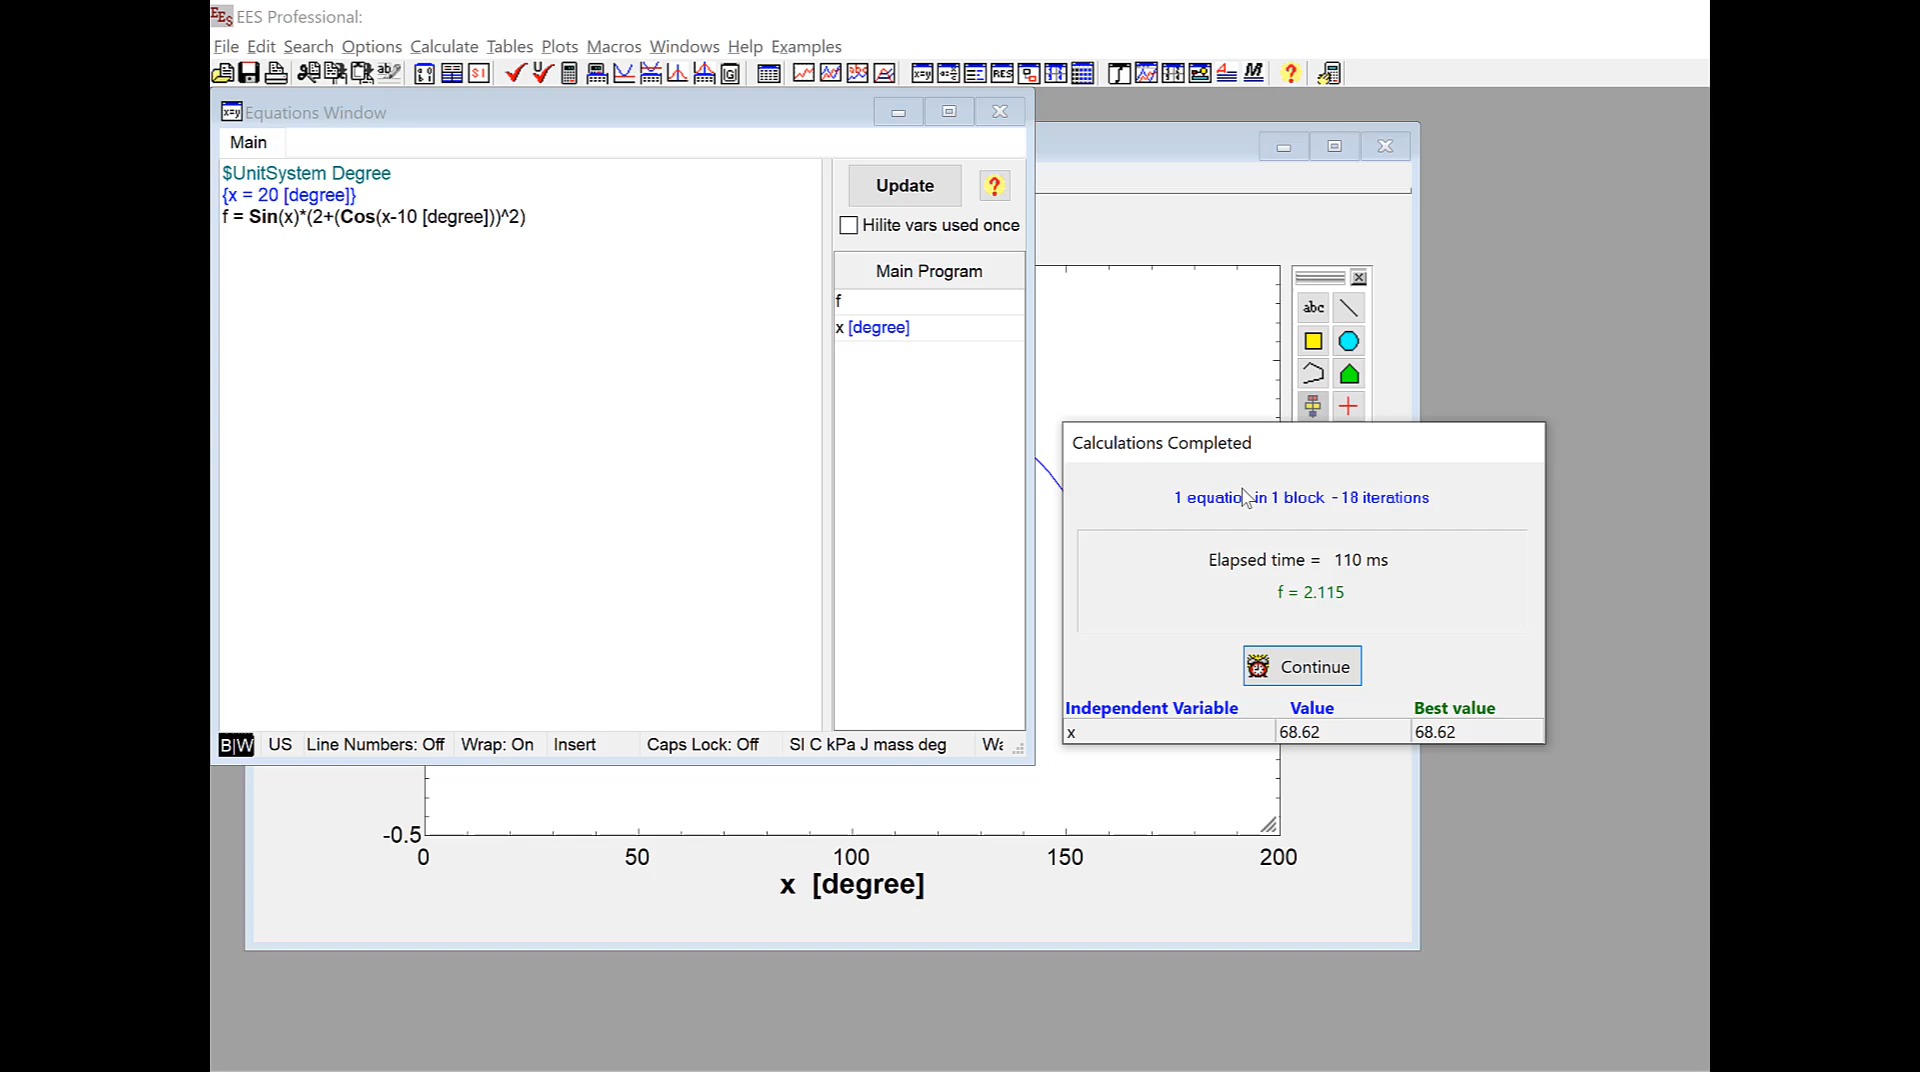 EES Professional:
File Edit Search Options Calculate Tables Plots Macros Windows Help Examples
Equations Window
Main
$UnitSystem Degree
{x = 20 [degree]}
f = Sin(x)*(2+(Cos(x-10 [degree]))^2)
Update
Hilite vars used once
Main Program
f
x [degree]
abc
Calculations Completed
1 equation in 1 block - 18 iterations
Elapsed time = 110 ms
f = 2.115
Continue
Independent Variable Value Best value
x 68.62 68.62
B|W US Line Numbers: Off Wrap: On Insert Caps Lock: Off SI C kPa J mass deg
-0.5
0 50 100 150 200
x [degree]